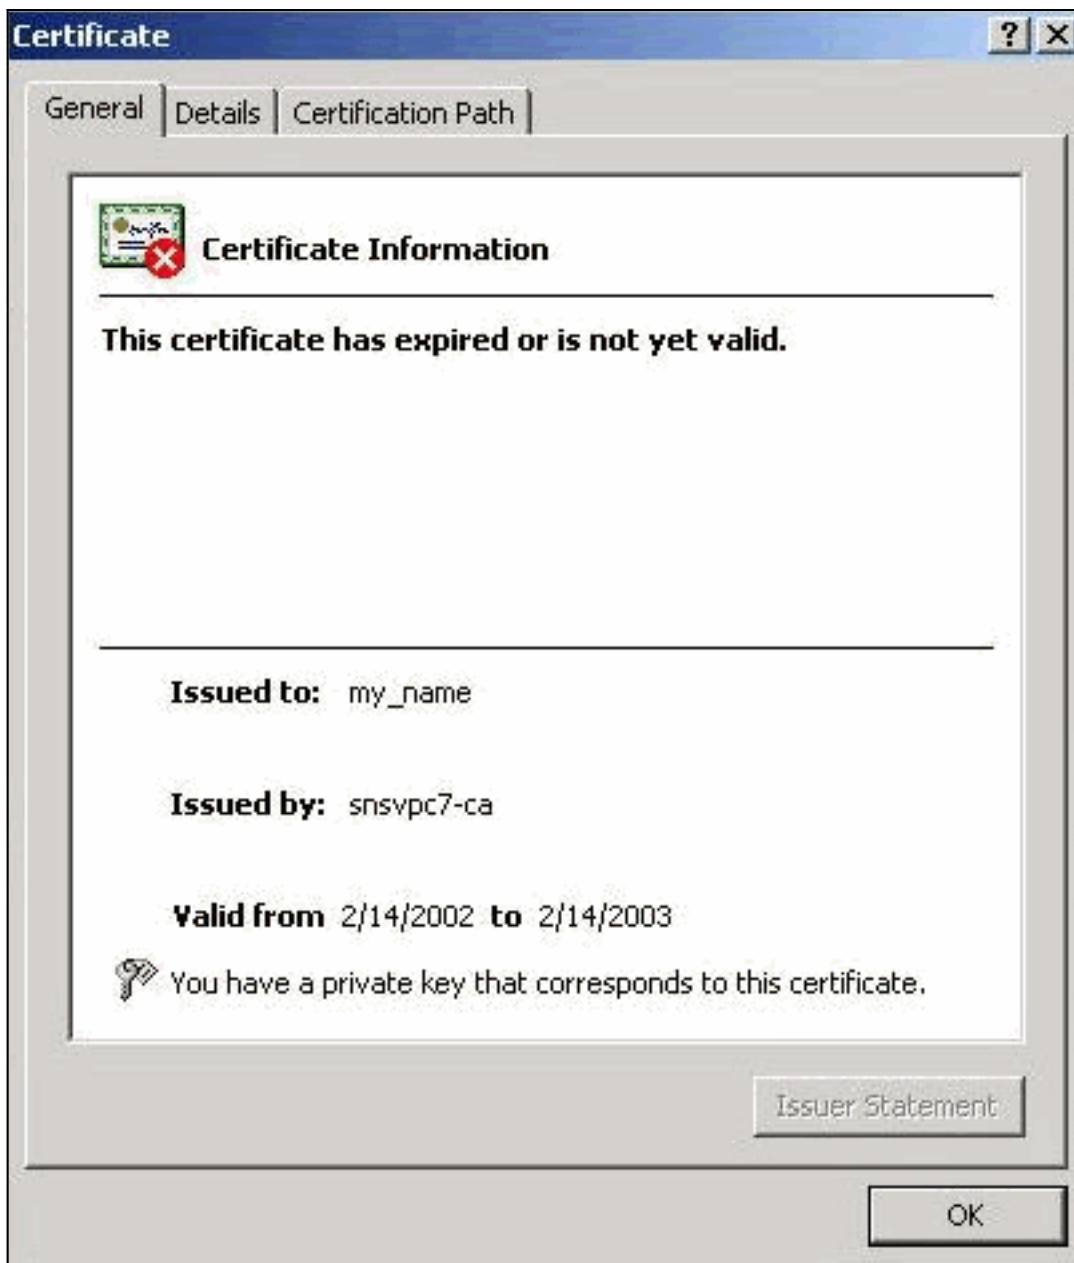 Certificate
General Details Certification Path
Certificate Information
This certificate has expired or is not yet valid.
Issued to: my_name
Issued by: snsvpc7-ca
Valid from 2/14/2002 to 2/14/2003
You have a private key that corresponds to this certificate.
Issuer Statement
OK